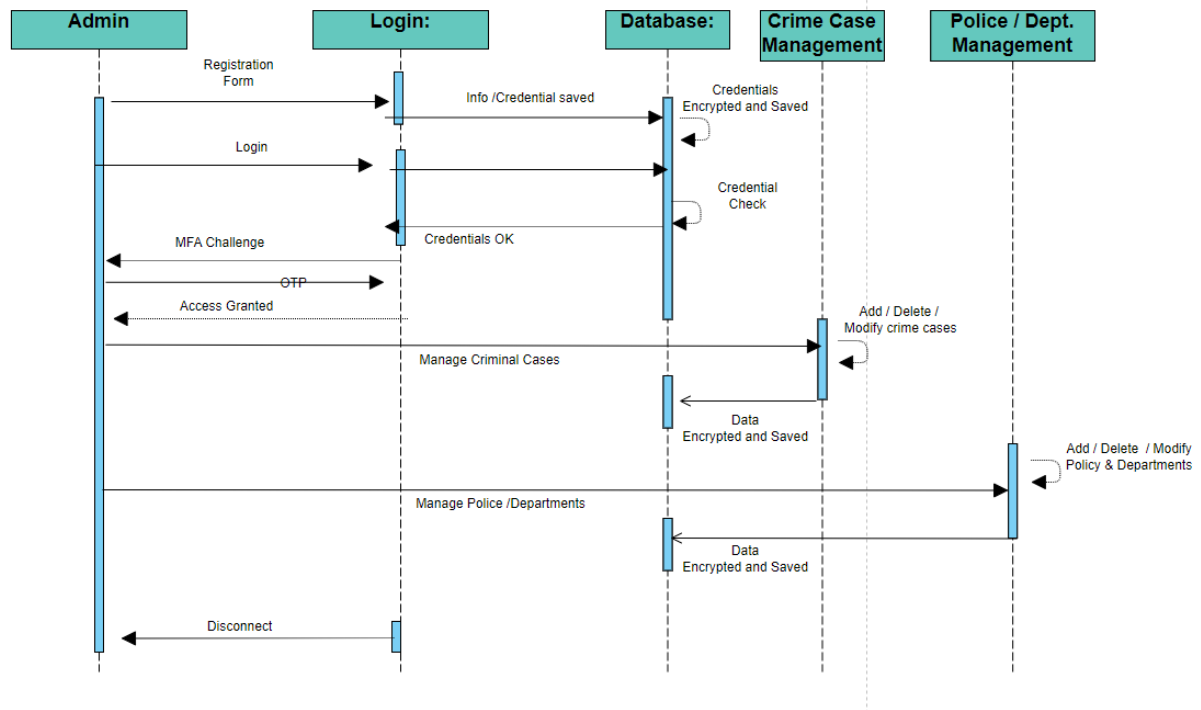 Admin
Login:
Database:
Crime Case
Management
Police / Dept.
Management
Registration
Form
Info /Credential saved
Credentials
Encrypted and Saved
Login
Credential
Check
Credentials OK
MFA Challenge
OTP
Access Granted
Add / Delete /
Modify crime cases
Manage Criminal Cases
Data
Encrypted and Saved
Add / Delete / Modify
Policy & Departments
Manage Police /Departments
Data
Encrypted and Saved
Disconnect